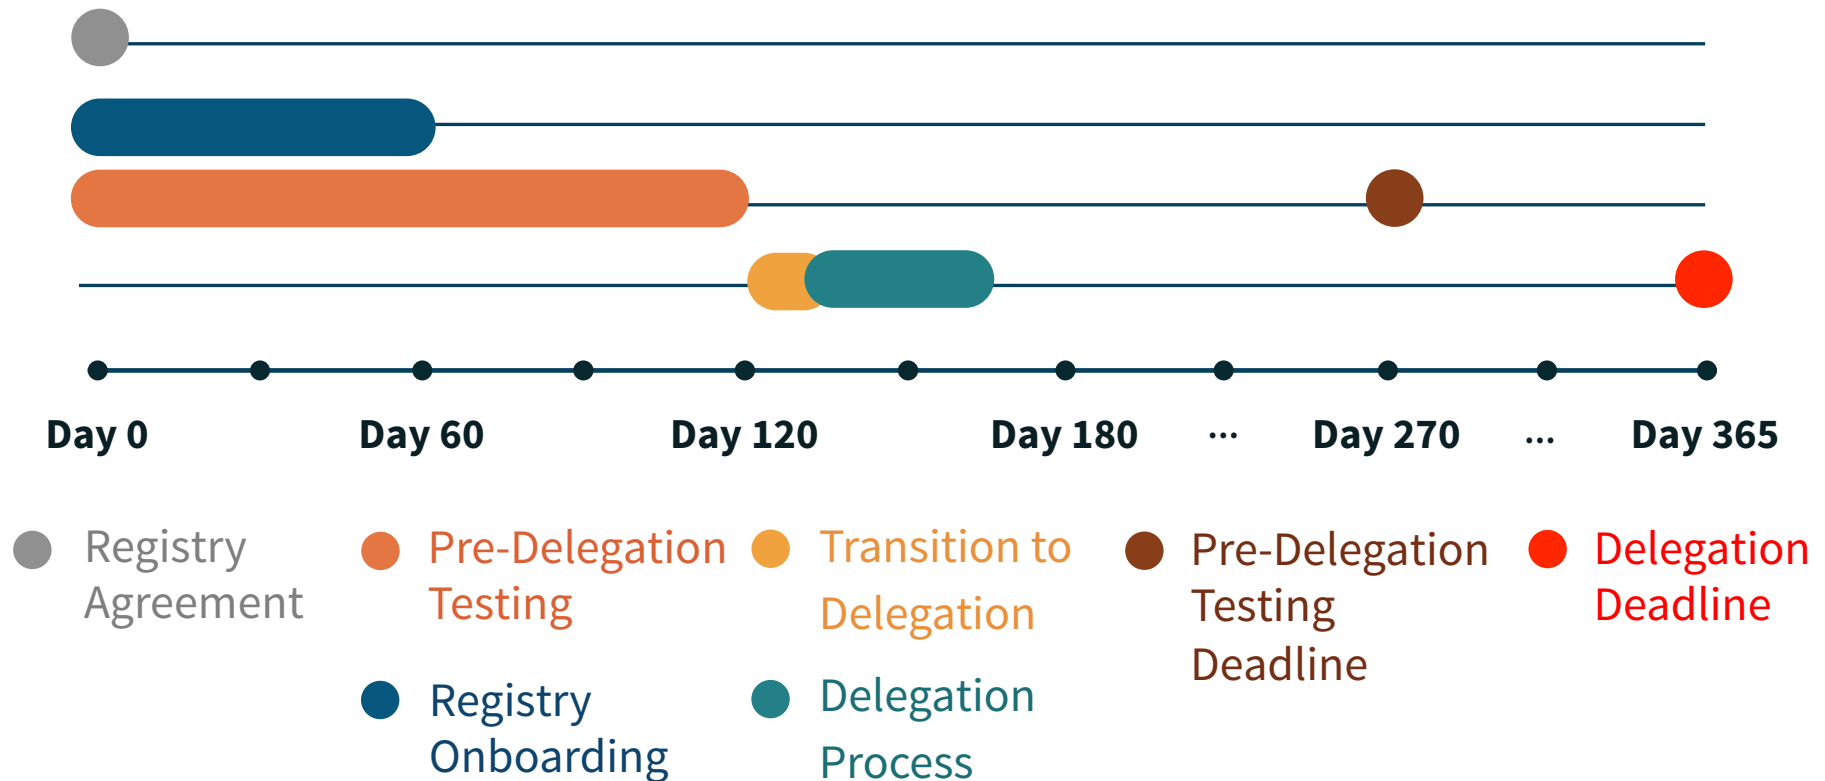 Day 0
Day 60
Day 120
Day 180
...
Day 270
...
Day 365
Registry
Agreement
Pre-Delegation
Testing
Registry
Onboarding
Transition to
Delegation
Delegation
Process
Pre-Delegation
Testing
Deadline
Delegation
Deadline